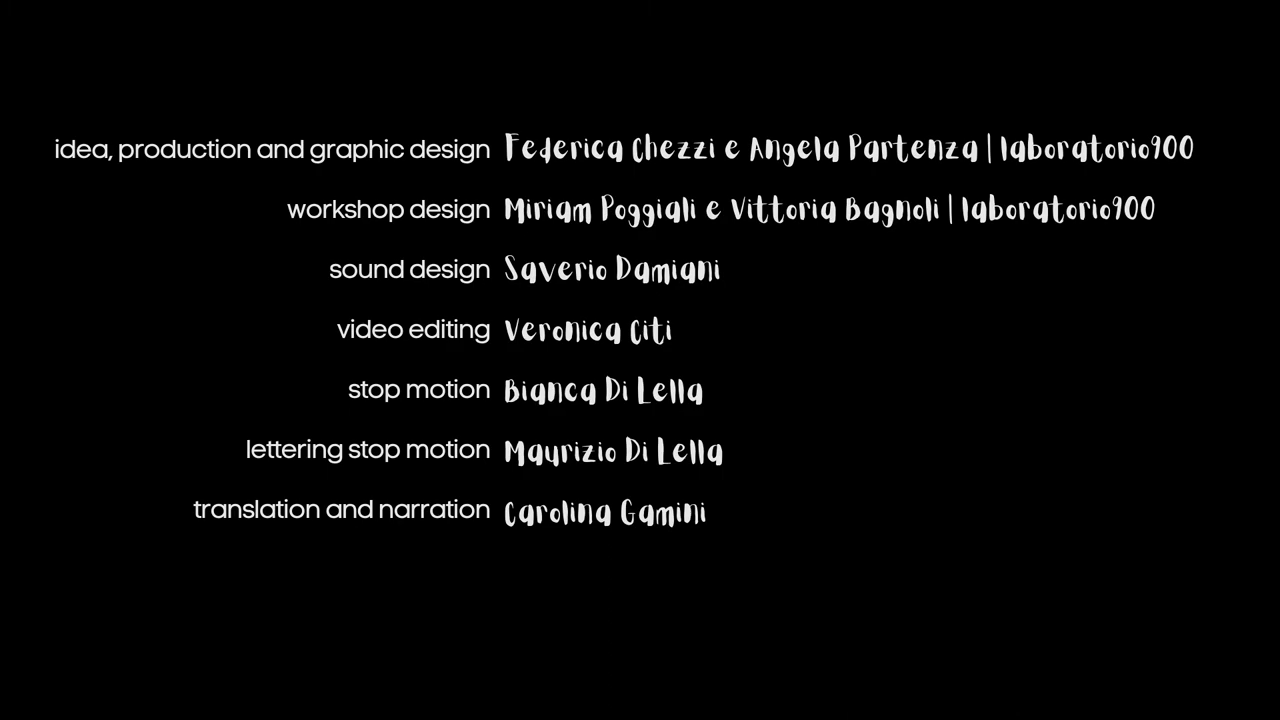 idea, production and graphic design Federica Chezzi e Angela Partenza | laboratorio900
workshop design Miriam Poggiali e Vittoria Bagnoli | laboratorio900
sound design Saverio Damiani
video editing Veronica Citi
stop motion Bianca Di Lella
lettering stop motion Maurizio Di Lella
translation and narration Carolina Gamini